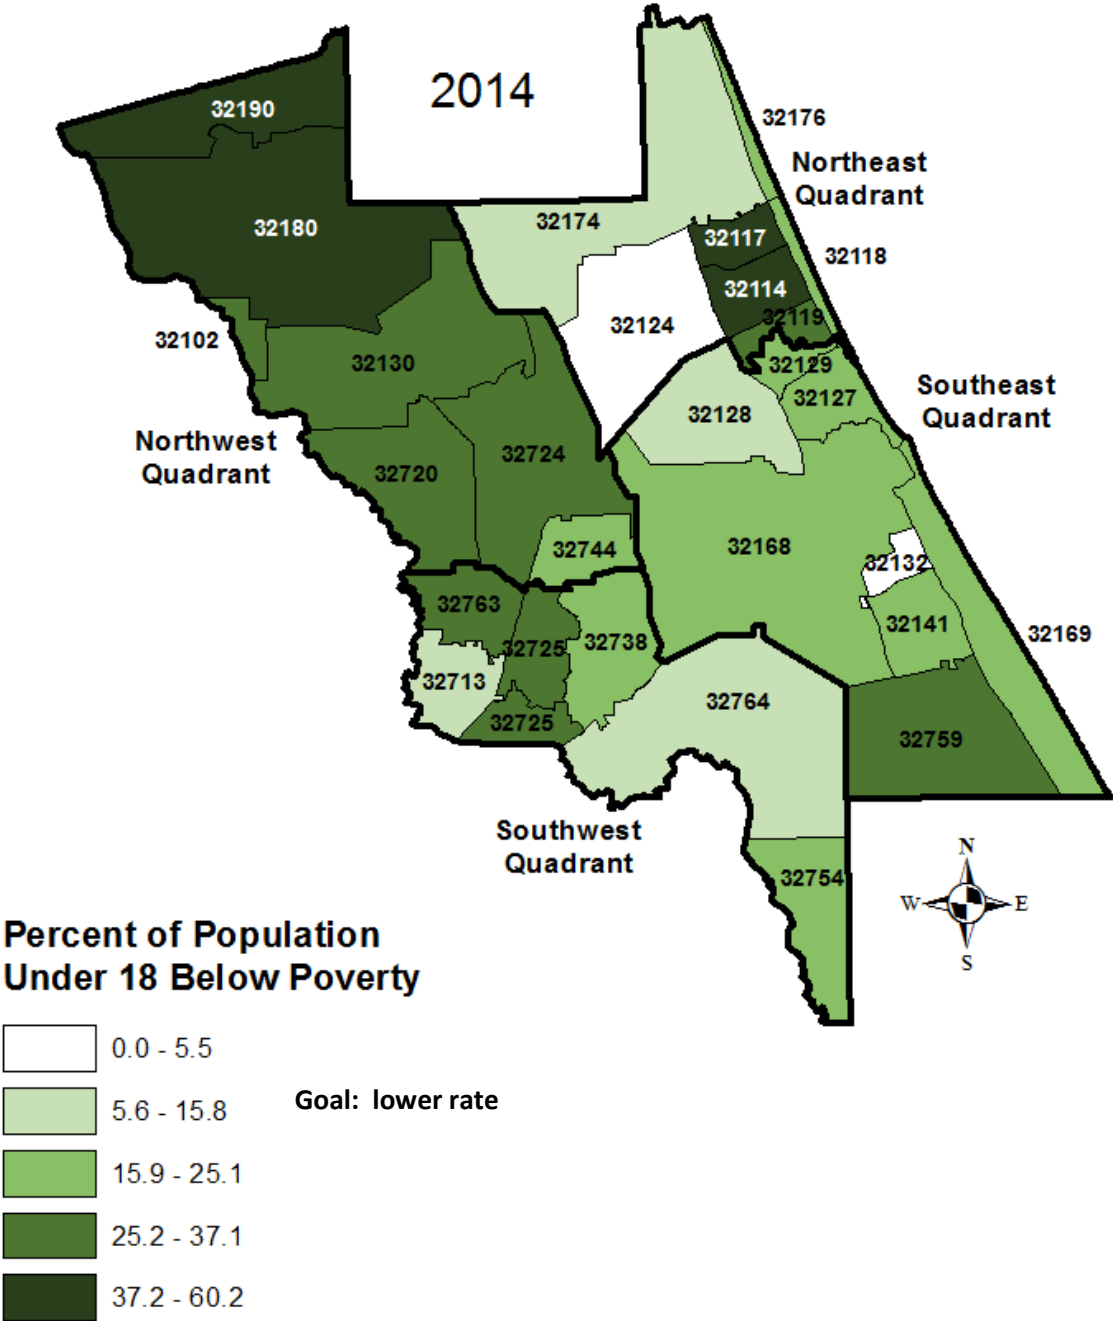 2014
32190
32176
Northeast
Quadrant
32180
32174
32117
32118
32114
32119
32124
32102
32130
32129
32127
Southeast
Quadrant
32128
Northwest
Quadrant
32724
32720
32744
32168
32132
32763
32725
32738
32141
32169
32713
32764
32725
32759
Southwest
Quadrant
32754
N
W
E
S
Percent of Population
Under 18 Below Poverty
0.0 - 5.5
5.6 - 15.8
Goal: lower rate
15.9 - 25.1
25.2 - 37.1
37.2 - 60.2